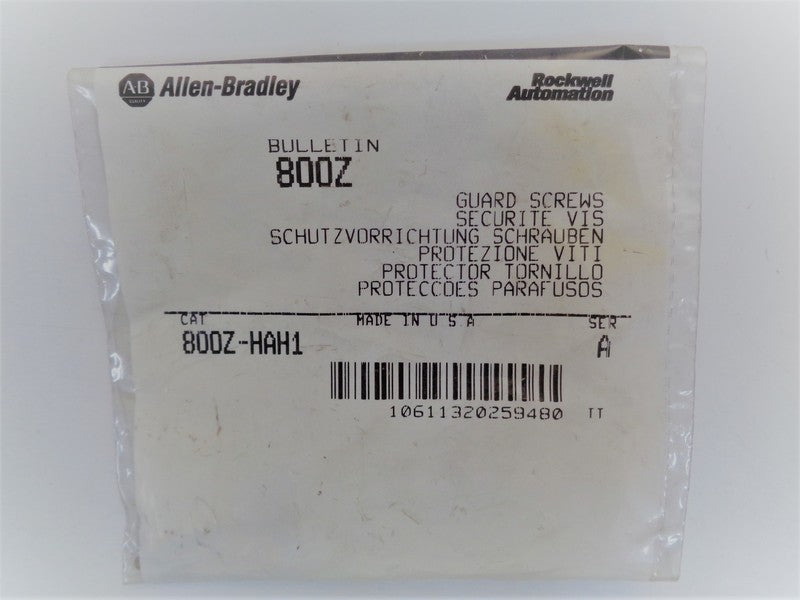 AB Allen-Bradley
Rockwell
Automation
BULLETIN
800Z
GUARD SCREWS
SECURITE VIS
SCHUTZVORRICHTUNG SCHRAUBEN
PROTEZIONE VITI
PROTECTOR TORNILLO
PROTECCOES PARAFUSOS
CAT MADE IN U S A SER
800Z-HAH1 A
10611320259480 TT